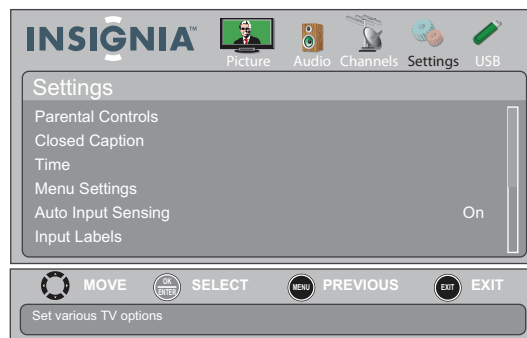 INSIGNIA™
Picture Audio Channels Settings USB
Settings
Parental Controls
Closed Caption
Time
Menu Settings
Auto Input Sensing On
Input Labels
MOVE OK ENTER SELECT MENU PREVIOUS EXIT EXIT
Set various TV options